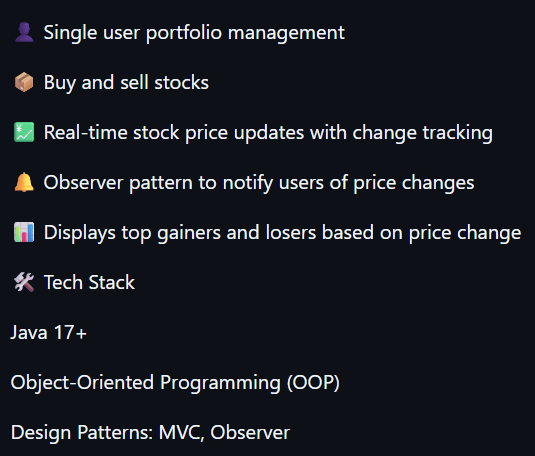 👤 Single user portfolio management
📦 Buy and sell stocks
💹 Real-time stock price updates with change tracking
🔔 Observer pattern to notify users of price changes
📊 Displays top gainers and losers based on price change
🛠 Tech Stack
Java 17+
Object-Oriented Programming (OOP)
Design Patterns: MVC, Observer